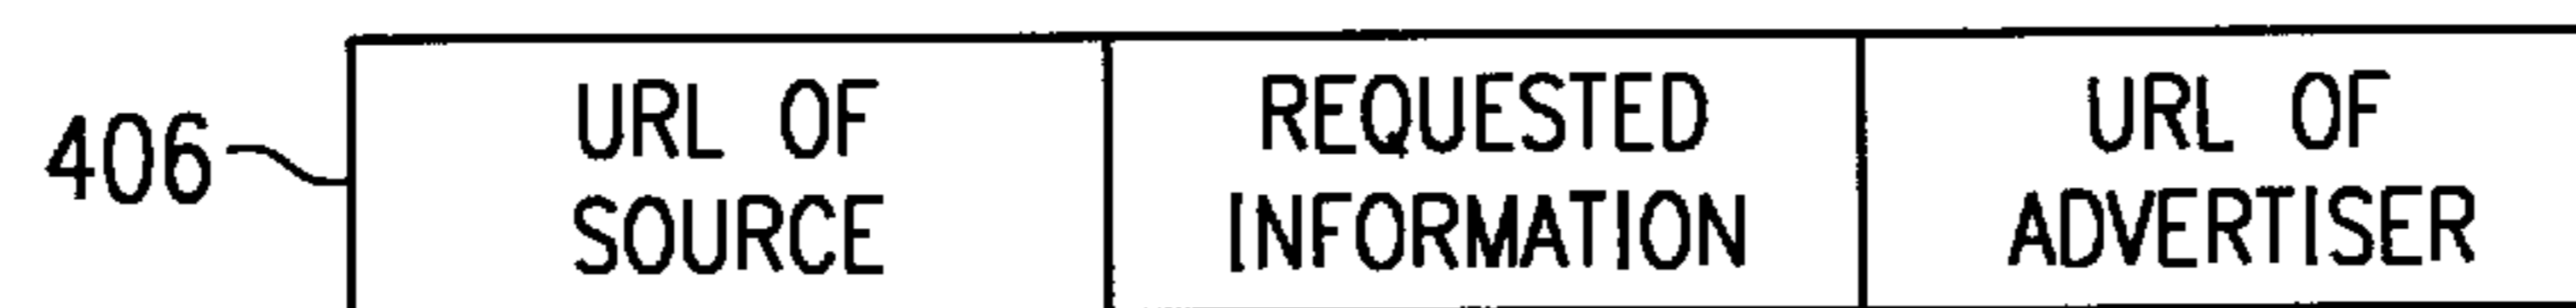 406
URL OF
SOURCE
REQUESTED
INFORMATION
URL OF
ADVERTISER